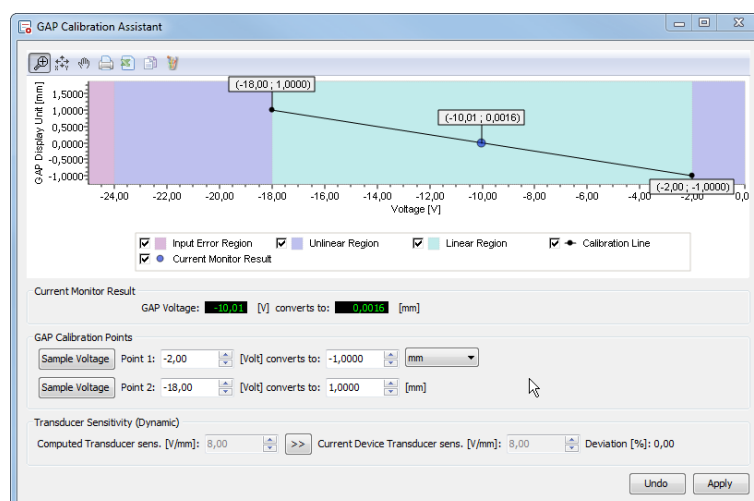 GAP Calibration Assistant
(-18,00 ; 1,0000)
(-10,01 ; 0,0016)
(-2,00 ; -1,0000)
GAP Display Unit [mm]
1,5000
1,0000
0,5000
0,0000
-0,5000
-1,0000
-24,00 -22,00 -20,00 -18,00 -16,00 -14,00 -12,00 -10,00 -8,00 -6,00 -4,00 -2,00 0,0
Voltage [V]
Input Error Region Unlinear Region Linear Region Calibration Line
Current Monitor Result
Current Monitor Result
GAP Voltage: -10,01 [V] converts to: 0,0016 [mm]
GAP Calibration Points
Sample Voltage Point 1: -2,00 [Volt] converts to: -1,0000 mm
Sample Voltage Point 2: -18,00 [Volt] converts to: 1,0000 [mm]
Transducer Sensitivity (Dynamic)
Computed Transducer sens. [V/mm]: 8,00 >> Current Device Transducer sens. [V/mm]: 8,00 Deviation [%]: 0,00
Undo Apply